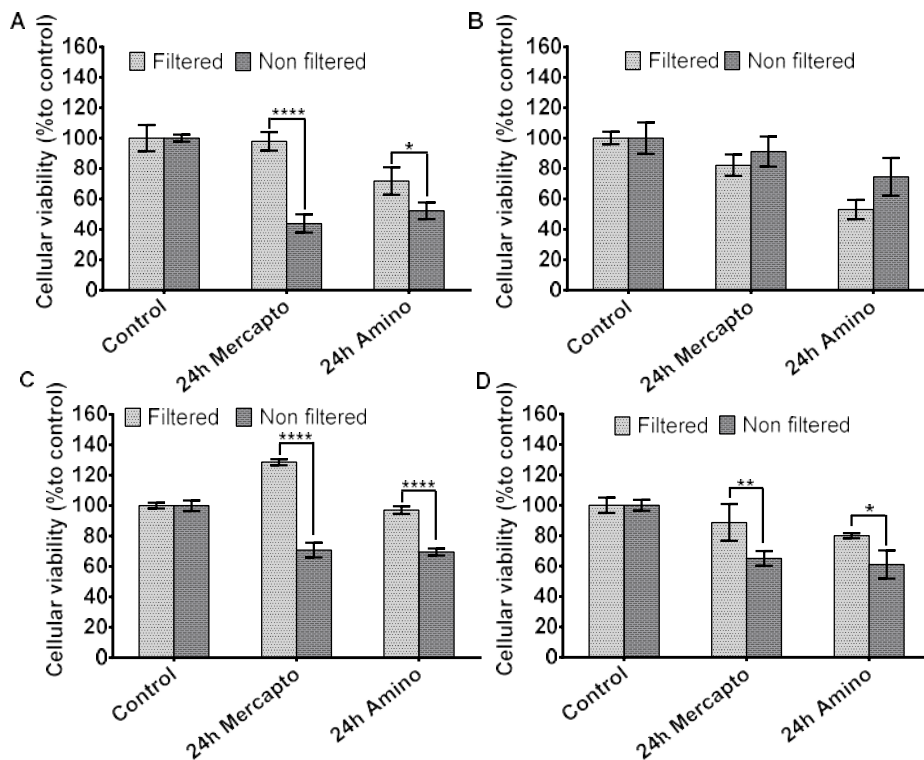 A
Cellular viability (%to control)
160
140
120
100
80
60
40
20
0
Filtered Non filtered
****
*
Control
24h Mercapto
24h Amino
B
Cellular viability (%to control)
160
140
120
100
80
60
40
20
0
Filtered Non filtered
Control
24h Mercapto
24h Amino
C
Cellular viability (%to control)
160
140
120
100
80
60
40
20
0
Filtered Non filtered
****
****
Control
24h Mercapto
24h Amino
D
Cellular viability (%to control)
160
140
120
100
80
60
40
20
0
Filtered Non filtered
**
*
Control
24h Mercapto
24h Amino